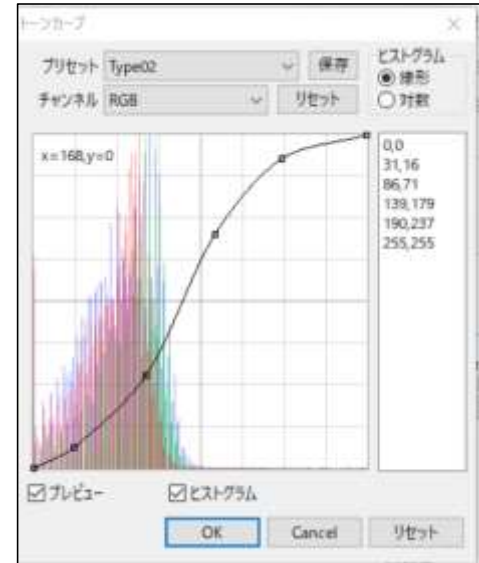 トーンカーブ
プリセット Type02 保存
チャンネル RGB リセット
ヒストグラム
線形
対数
x=168,y=0
0,0
31,16
86,71
139,179
190,237
255,255
プレビュー ヒストグラム
OK Cancel リセット